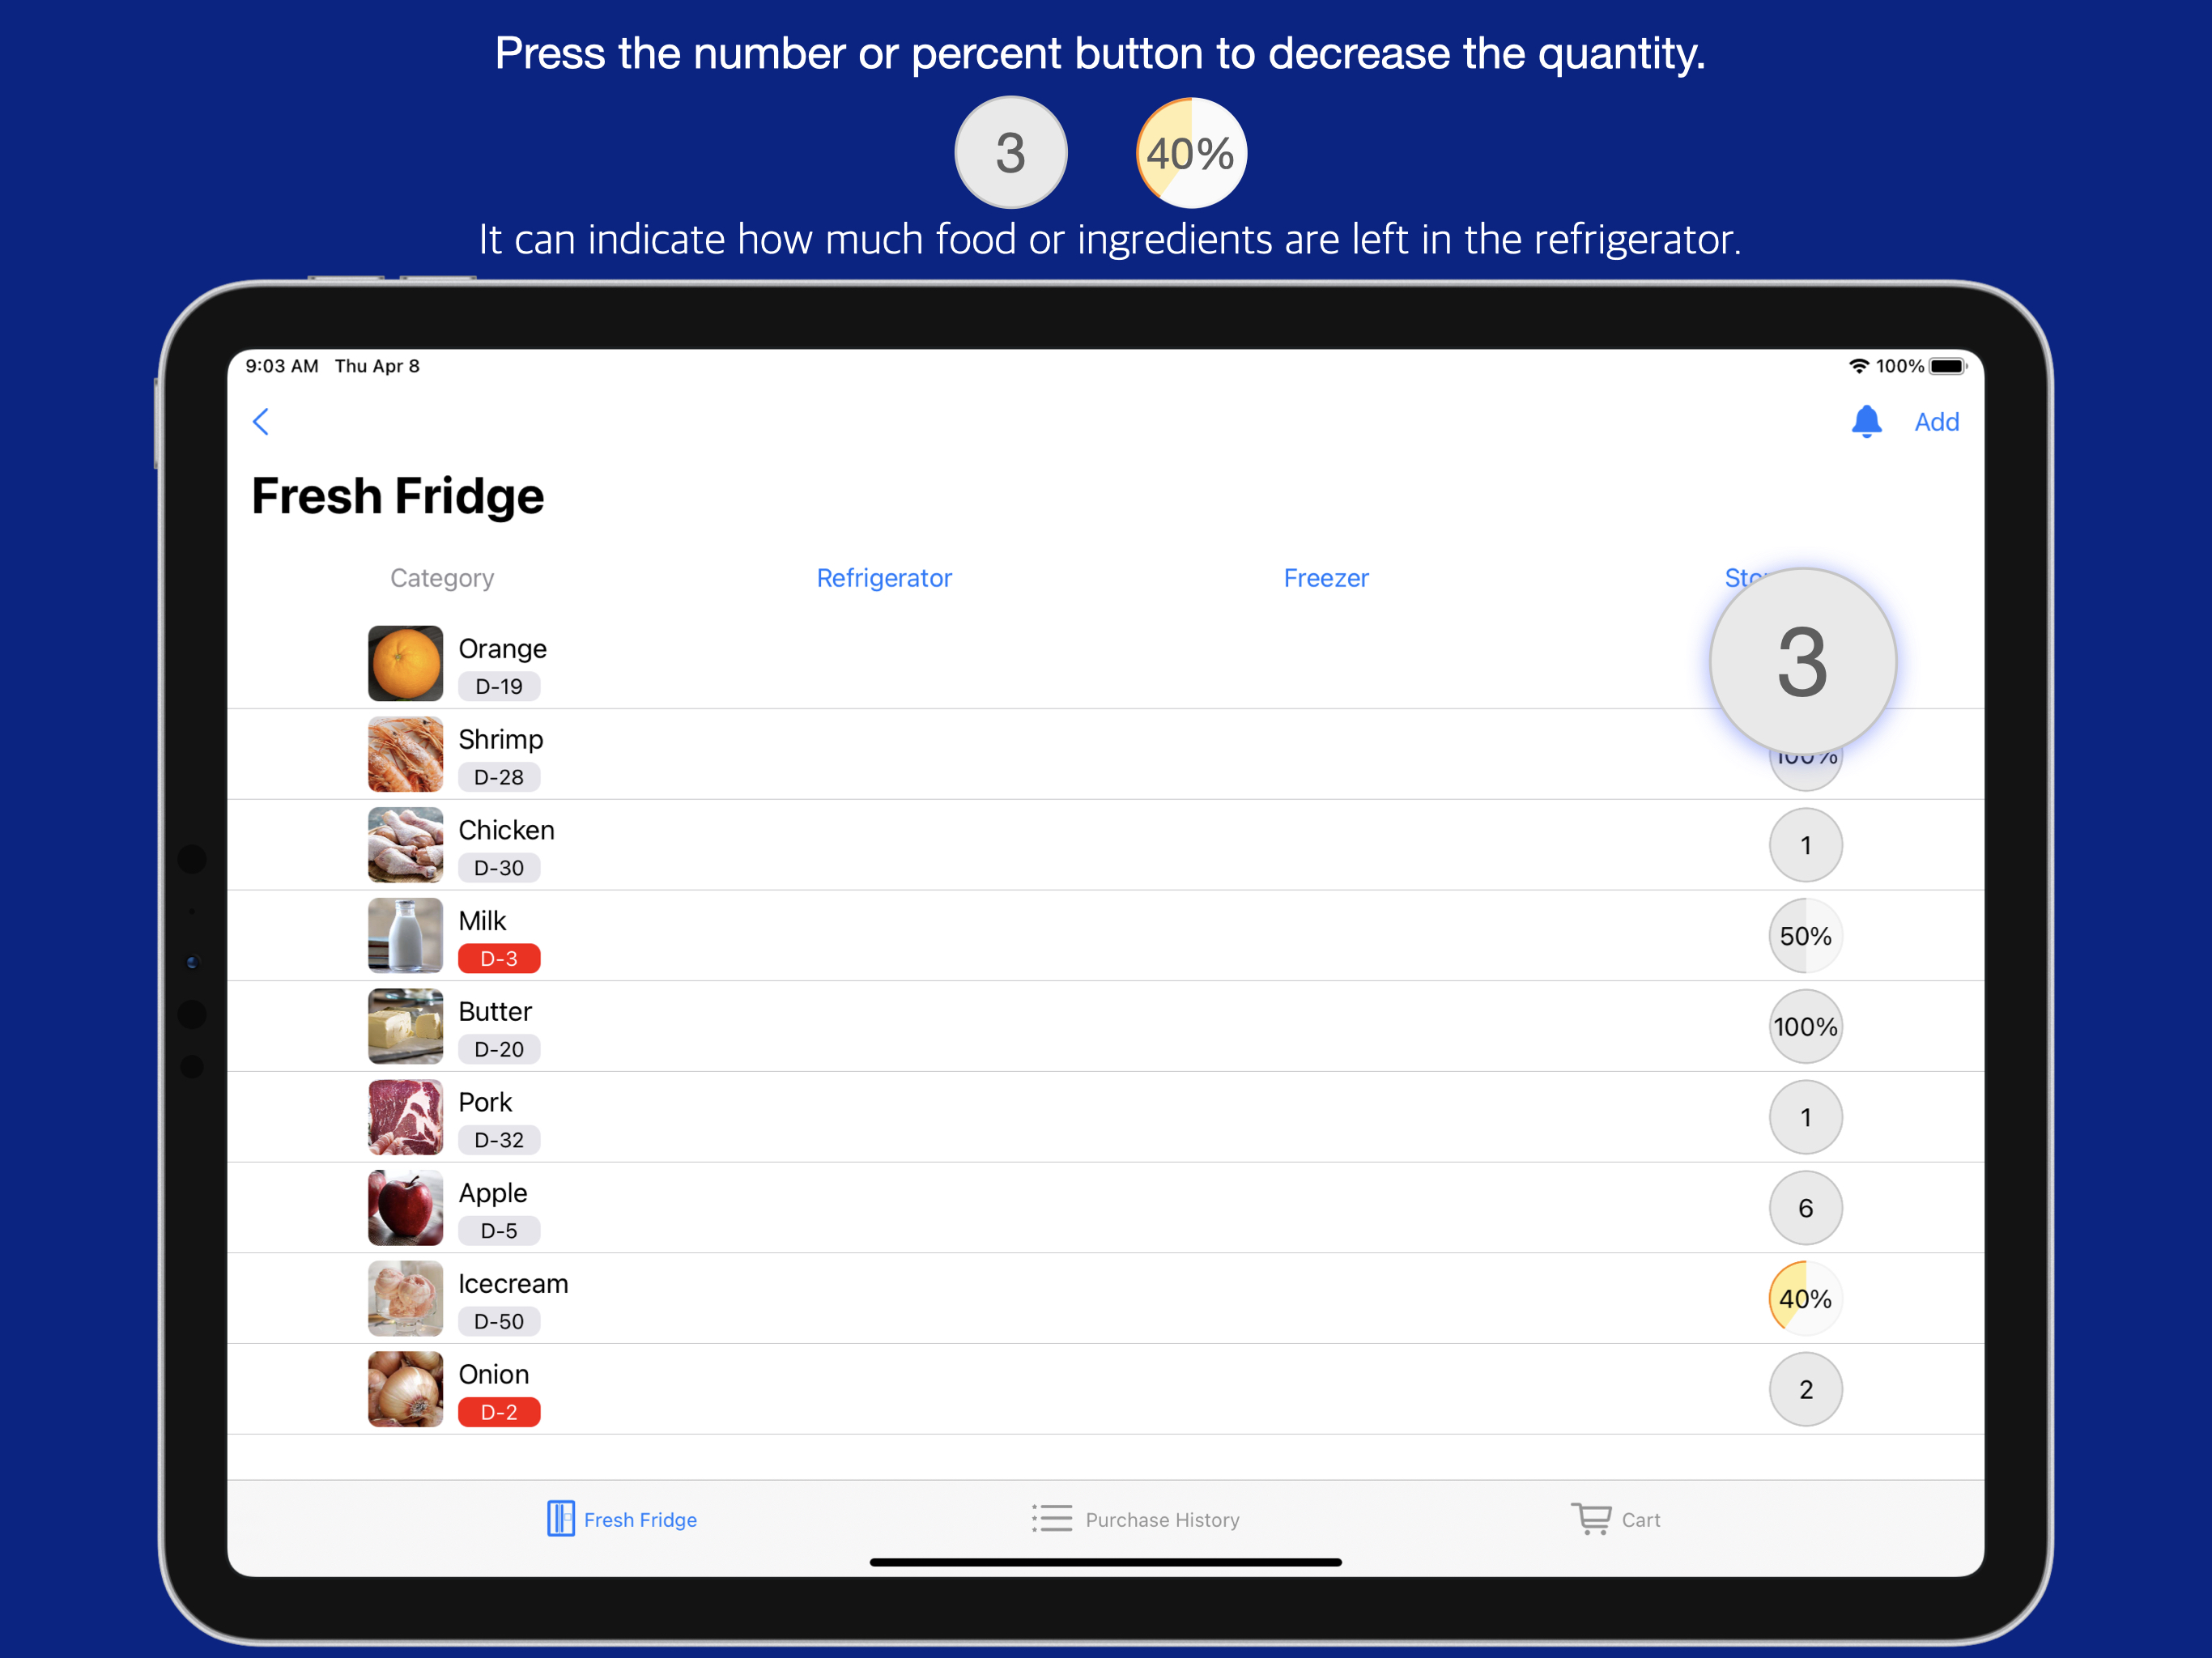 Press the number or percent button to decrease the quantity.
3 40%
It can indicate how much food or ingredients are left in the refrigerator.
9:03 AM Thu Apr 8 100%
Add
Fresh Fridge
Category Refrigerator Freezer
Orange
D-19
3
Shrimp
D-28
100%
Chicken
D-30
1
Milk
D-3
50%
Butter
D-20
100%
Pork
D-32
1
Apple
D-5
6
Icecream
D-50
40%
Onion
D-2
2
Fresh Fridge Purchase History Cart